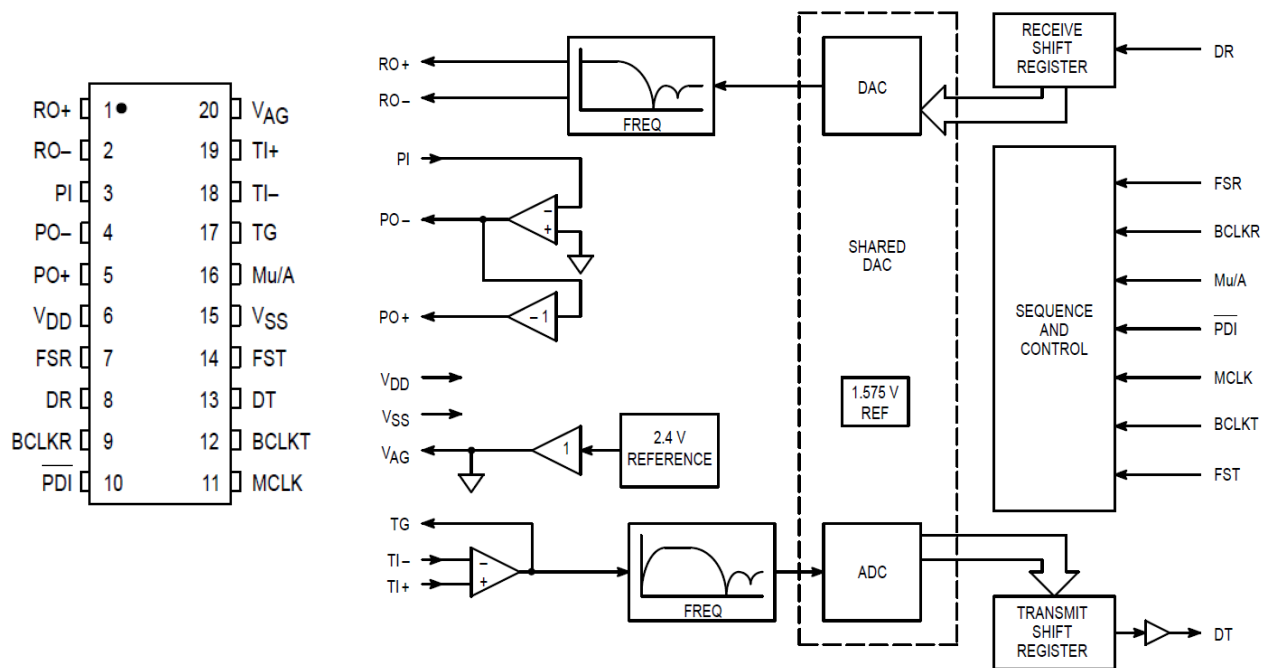 RO+ 1 20 VAG
RO– 2 19 TI+
PI 3 18 TI–
PO– 4 17 TG
PO+ 5 16 Mu/A
VDD 6 15 VSS
FSR 7 14 FST
DR 8 13 DT
BCLKR 9 12 BCLKT
PDI 10 11 MCLK
RO+
RO–
FREQ
DAC
RECEIVE
SHIFT
REGISTER
DR
PI
PO–
–
+
PO+
– 1
SHARED
DAC
SEQUENCE
AND
CONTROL
FSR
BCLKR
Mu/A
PDI
MCLK
BCLKT
FST
VDD
VSS
VAG
1
2.4 V
REFERENCE
1.575 V
REF
TG
TI–
TI+
–
+
FREQ
ADC
TRANSMIT
SHIFT
REGISTER
DT